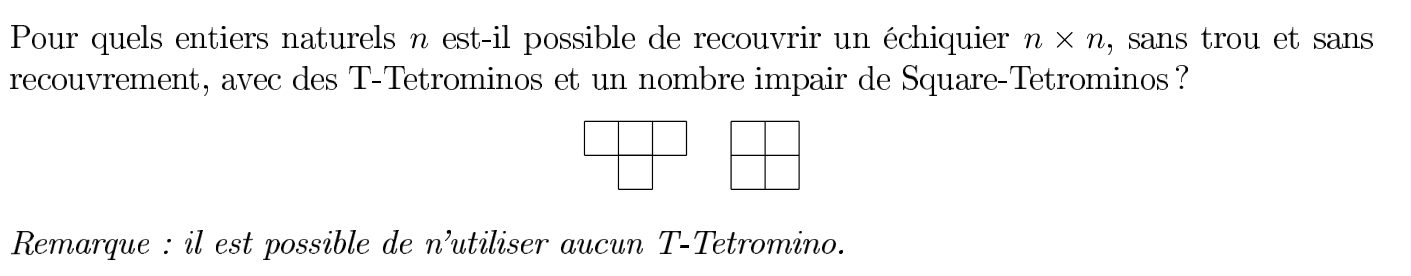 Pour quels entiers naturels n est-il possible de recouvrir un échiquier n × n, sans trou et sans
recouvrement, avec des T-Tetrominos et un nombre impair de Square-Tetrominos ?
Remarque : il est possible de n'utiliser aucun T-Tetromino.